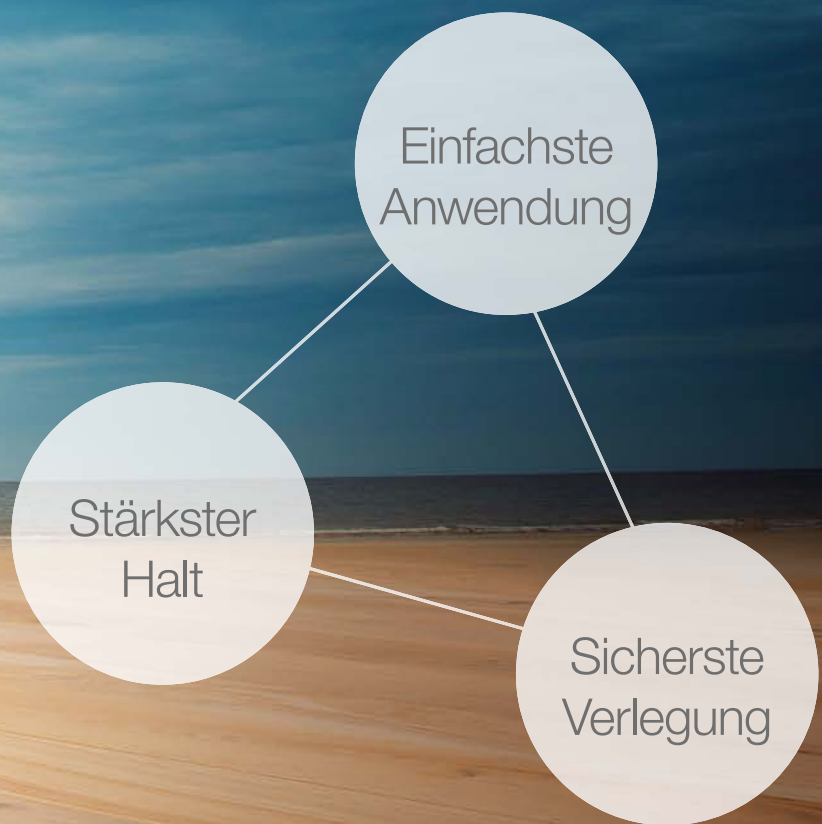 Einfachste
Anwendung
Stärkster
Halt
Sicherste
Verlegung